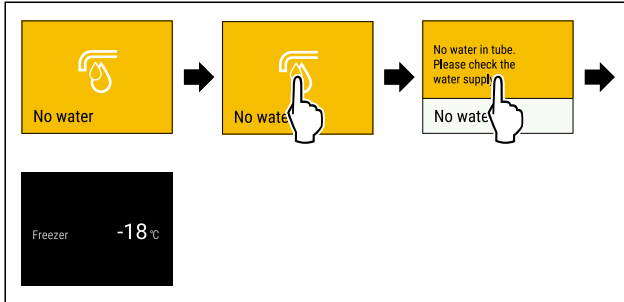 No water
No wate
No water in tube.
Please check the
water supply
No wate
Freezer -18 °C